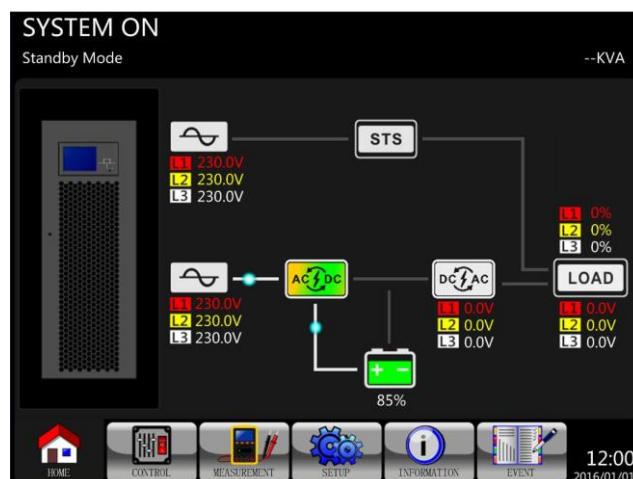 SYSTEM ON
Standby Mode
--KVA
STS
L1 230.0V
L2 230.0V
L3 230.0V
L1 0%
L2 0%
L3 0%
AC DC
DC AC
LOAD
L1 230.0V
L2 230.0V
L3 230.0V
L1 0.0V
L2 0.0V
L3 0.0V
L1 0.0V
L2 0.0V
L3 0.0V
85%
HOME
CONTROL
MEASUREMENT
SETUP
INFORMATION
EVENT
12:00
2016/01/01